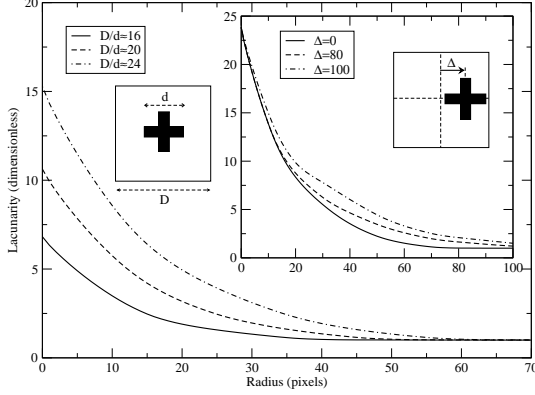 D/d≈16
D/d≈20
D/d≈24
d
D
Δ=0
Δ=80
Δ=100
Δ
25
20
15
10
5
0
0 20 40 60 80 100
20
15
10
5
0
0 10 20 30 40 50 60 70
Lacunarity (dimensionless)
Radius (pixels)